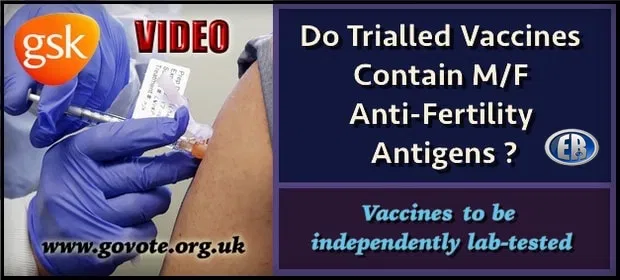 gsk
VIDEO
Do Trialled Vaccines
Contain M/F
Anti-Fertility
Antigens ?
EB
Vaccines to be
independently lab-tested
www.govote.org.uk